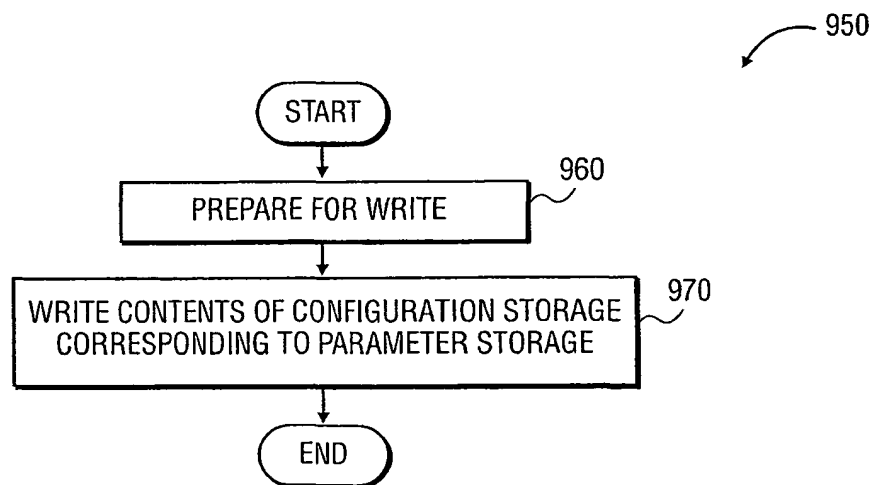 950
START
960
PREPARE FOR WRITE
970
WRITE CONTENTS OF CONFIGURATION STORAGE
CORRESPONDING TO PARAMETER STORAGE
END